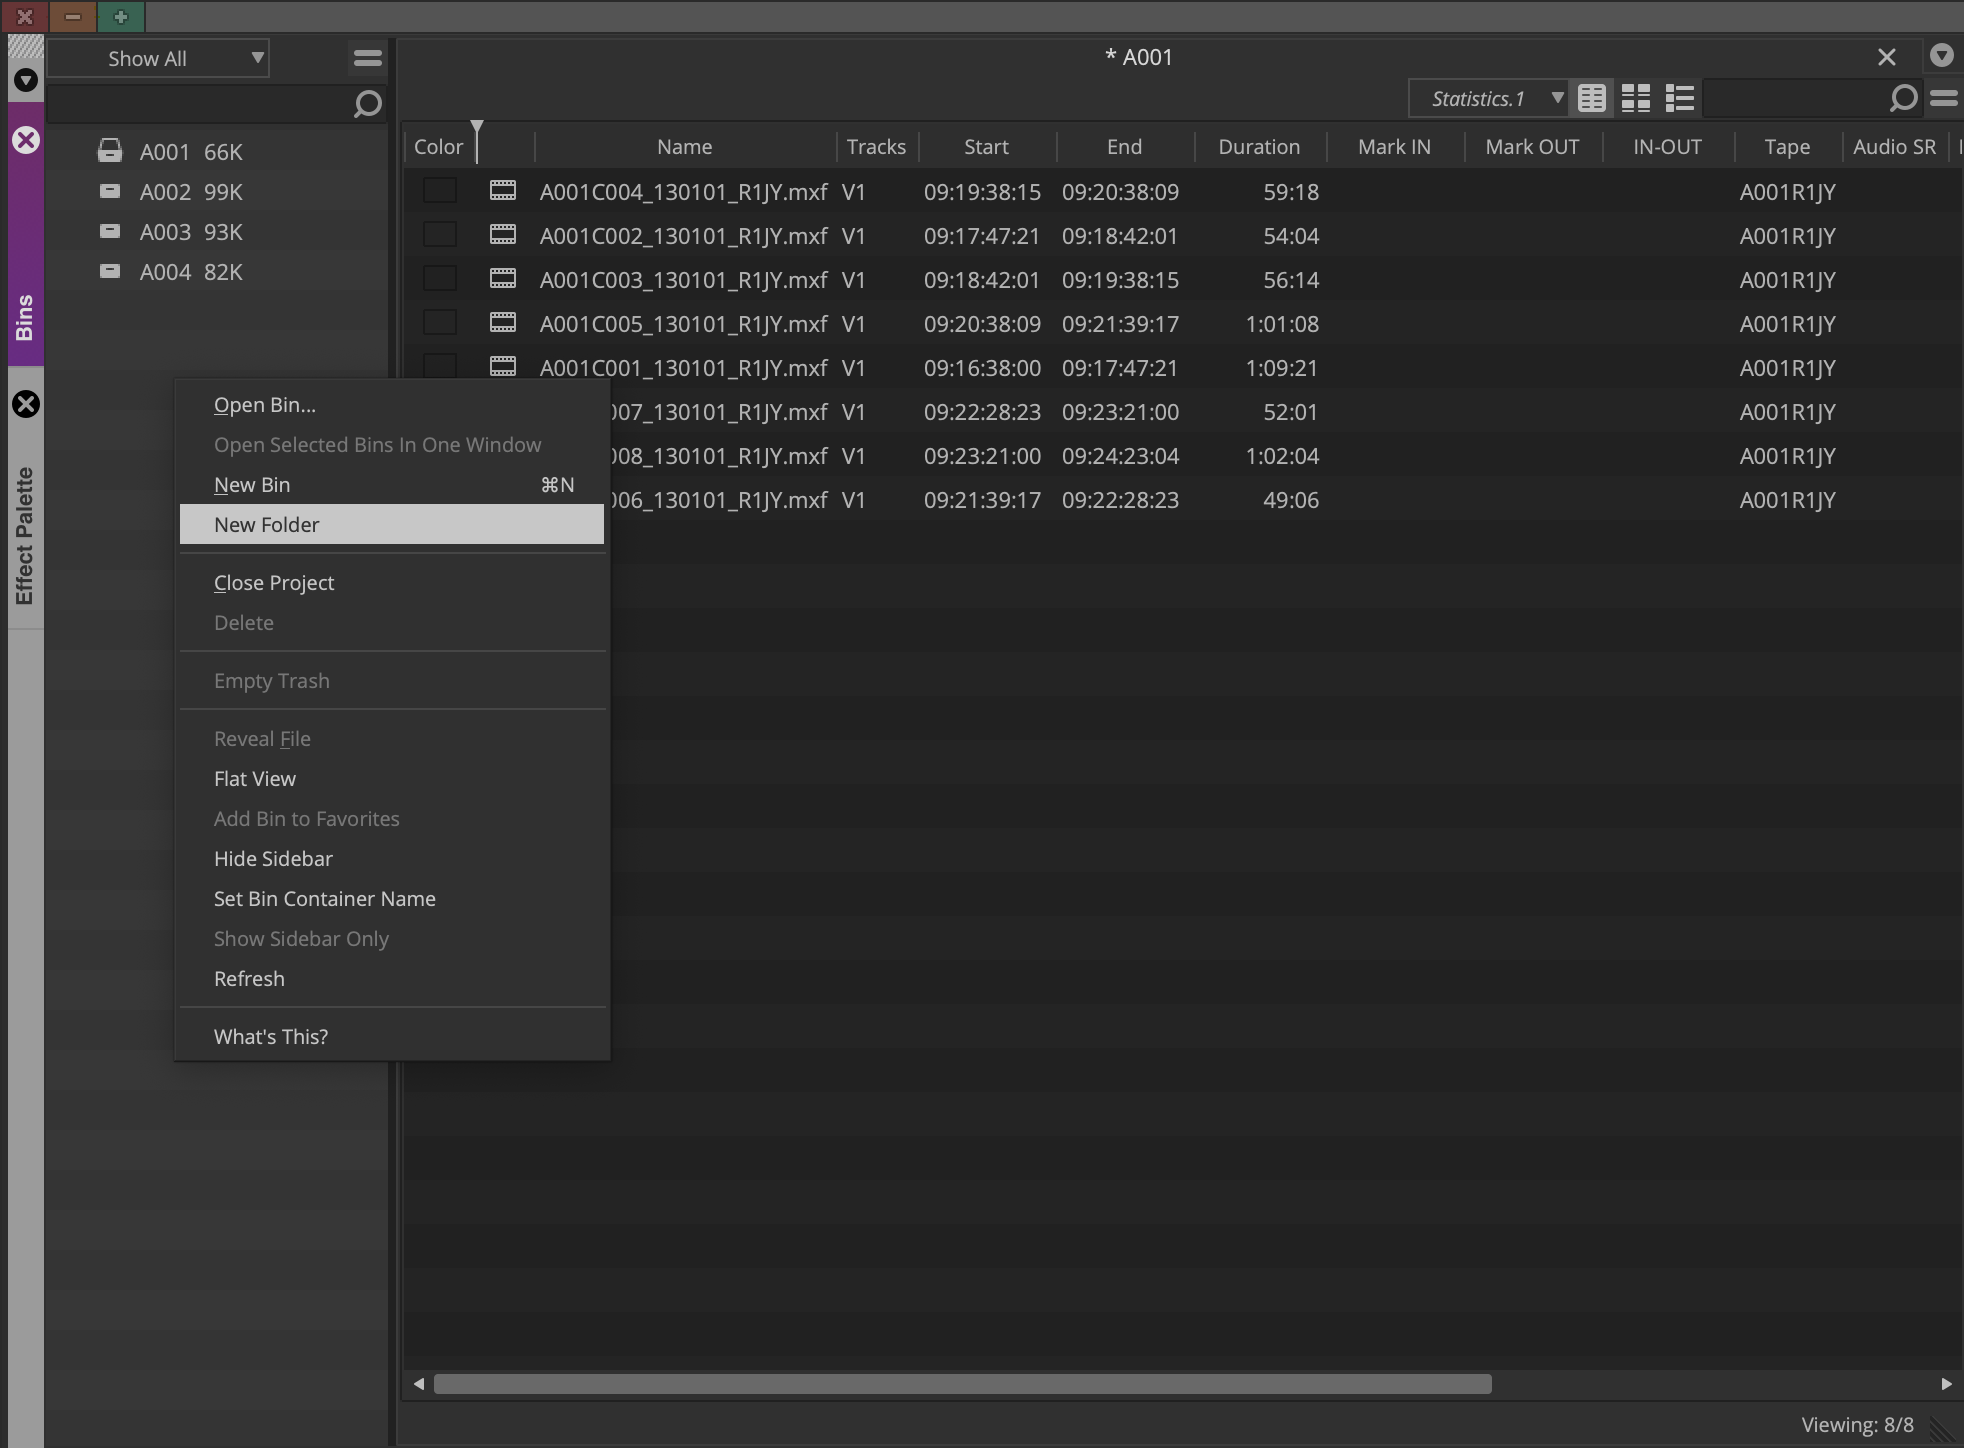 Show All
* A001
Statistics.1
Bins
Effect Palette
A001 66K
A002 99K
A003 93K
A004 82K
Color Name Tracks Start End Duration Mark IN Mark OUT IN-OUT Tape Audio SR
A001C004_130101_R1JY.mxf V1 09:19:38:15 09:20:38:09 59:18 A001R1JY
A001C002_130101_R1JY.mxf V1 09:17:47:21 09:18:42:01 54:04 A001R1JY
A001C003_130101_R1JY.mxf V1 09:18:42:01 09:19:38:15 56:14 A001R1JY
A001C005_130101_R1JY.mxf V1 09:20:38:09 09:21:39:17 1:01:08 A001R1JY
A001C001_130101_R1JY.mxf V1 09:16:38:00 09:17:47:21 1:09:21 A001R1JY
07_130101_R1JY.mxf V1 09:22:28:23 09:23:21:00 52:01 A001R1JY
08_130101_R1JY.mxf V1 09:23:21:00 09:24:23:04 1:02:04 A001R1JY
06_130101_R1JY.mxf V1 09:21:39:17 09:22:28:23 49:06 A001R1JY
Open Bin...
Open Selected Bins In One Window
New Bin ⌘N
New Folder
Close Project
Delete
Empty Trash
Reveal File
Flat View
Add Bin to Favorites
Hide Sidebar
Set Bin Container Name
Show Sidebar Only
Refresh
What's This?
Viewing: 8/8